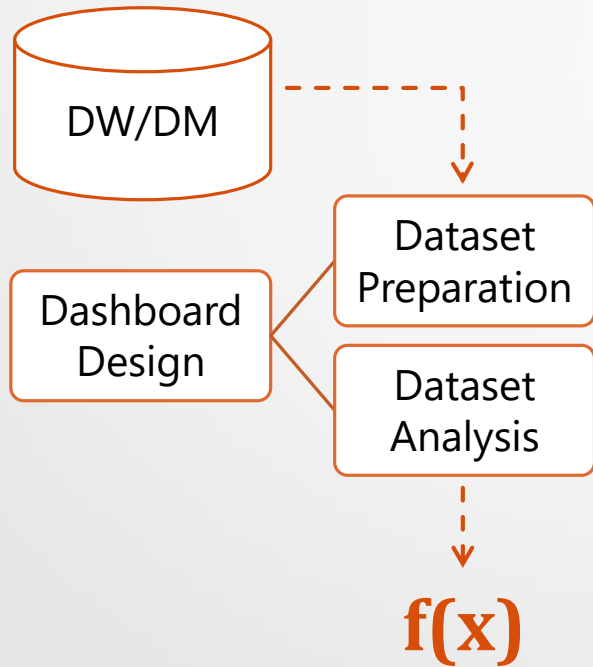 DW/DM
Dataset
Preparation
Dashboard
Design
Dataset
Analysis
f(x)